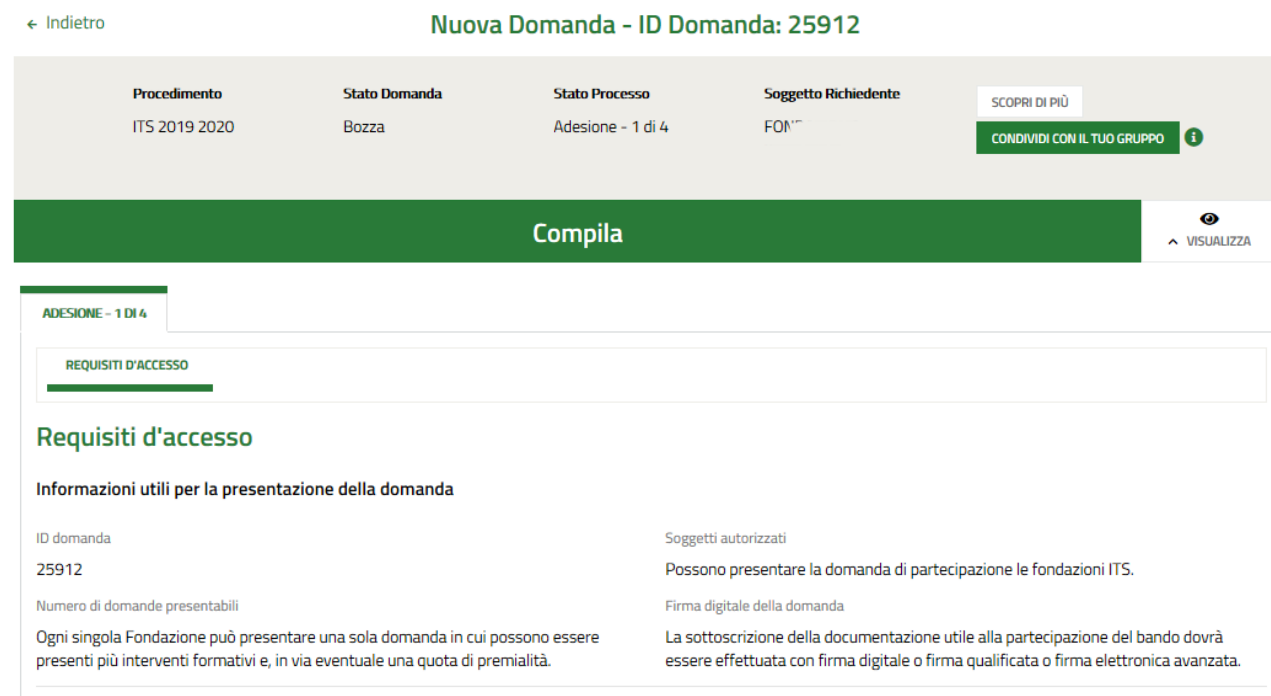 ← Indietro
Nuova Domanda - ID Domanda: 25912
Procedimento
Stato Domanda
Stato Processo
Soggetto Richiedente
ITS 2019 2020
Bozza
Adesione - 1 di 4
SCOPRI DI PIÙ
CONDIVIDI CON IL TUO GRUPPO
Compila
VISUALIZZA
ADESIONE - 1 DI 4
REQUISITI D'ACCESSO
Requisiti d'accesso
Informazioni utili per la presentazione della domanda
ID domanda
25912
Soggetti autorizzati
Possono presentare la domanda di partecipazione le fondazioni ITS.
Numero di domande presentabili
Ogni singola Fondazione può presentare una sola domanda in cui possono essere
presenti più interventi formativi e, in via eventuale una quota di premialità.
Firma digitale della domanda
La sottoscrizione della documentazione utile alla partecipazione del bando dovrà
essere effettuata con firma digitale o firma qualificata o firma elettronica avanzata.